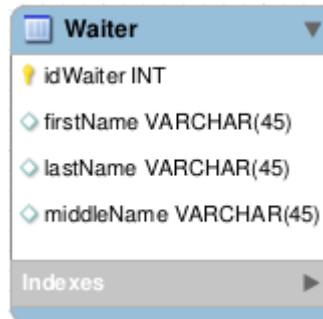 Waiter
idWaiter INT
firstName VARCHAR(45)
lastName VARCHAR(45)
middleName VARCHAR(45)
Indexes